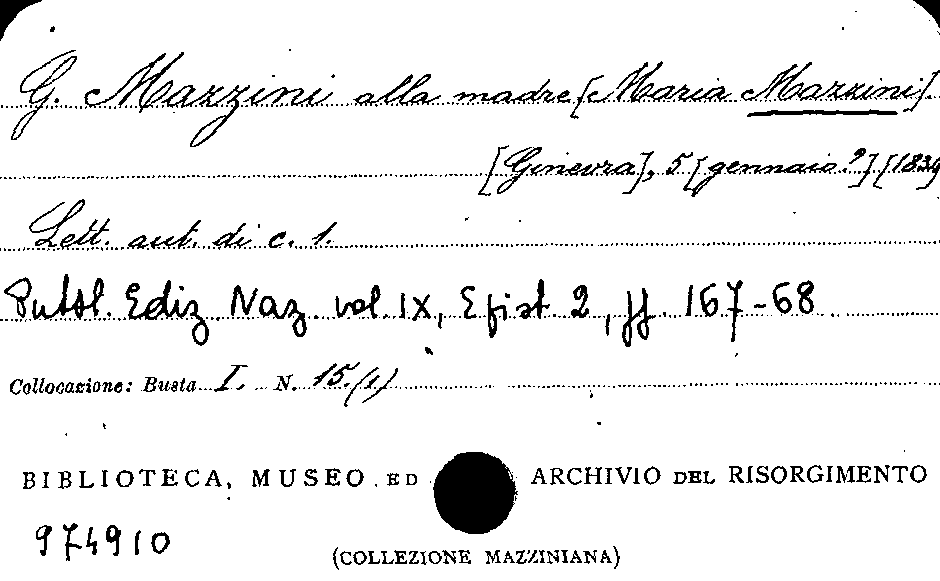 G. Mazzini alla madre [Maria Mazzini].
[Ginevra], 5 [gennaio?] [1834
Lett. aut. di c. 1.
Pubbl. Ediz. Naz. vol. IX, Epist. 2, pp. 167-68
Collocazione: Busta I. N. 15.(1)
BIBLIOTECA, MUSEO ED ARCHIVIO DEL RISORGIMENTO
974910
(COLLEZIONE MAZZINIANA)